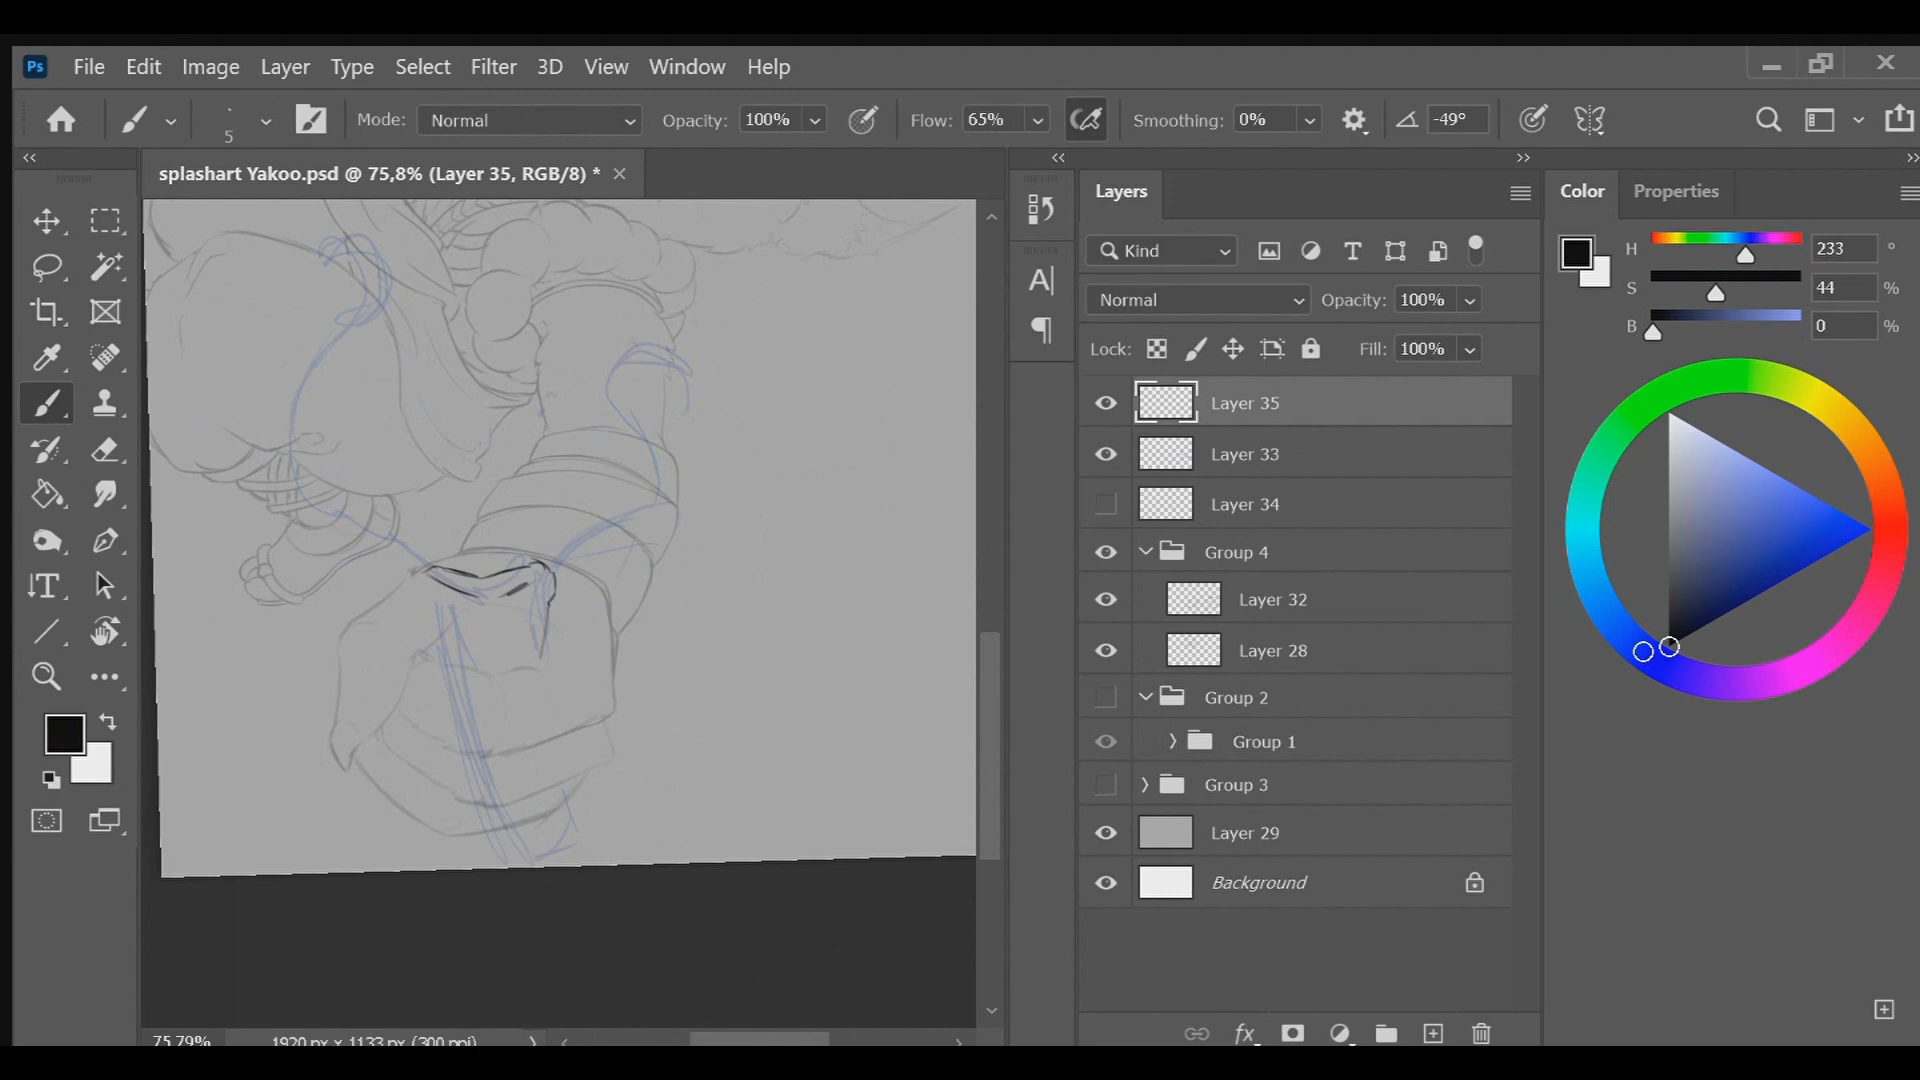 Ps File Edit Image Layer Type Select Filter 3D View Window Help
5 Mode: Normal Opacity: 100% Flow: 65% Smoothing: 0% -49°
splashart Yakoo.psd @ 75,8% (Layer 35, RGB/8) *
Layers
Color Properties
Kind
H 233 °
S 44 %
B 0 %
Normal Opacity: 100%
Lock: Fill: 100%
Layer 35
Layer 33
Layer 34
Group 4
Layer 32
Layer 28
Group 2
Group 1
Group 3
Layer 29
Background
fx
75,79% 1920 px x 1133 px (300 ppi)